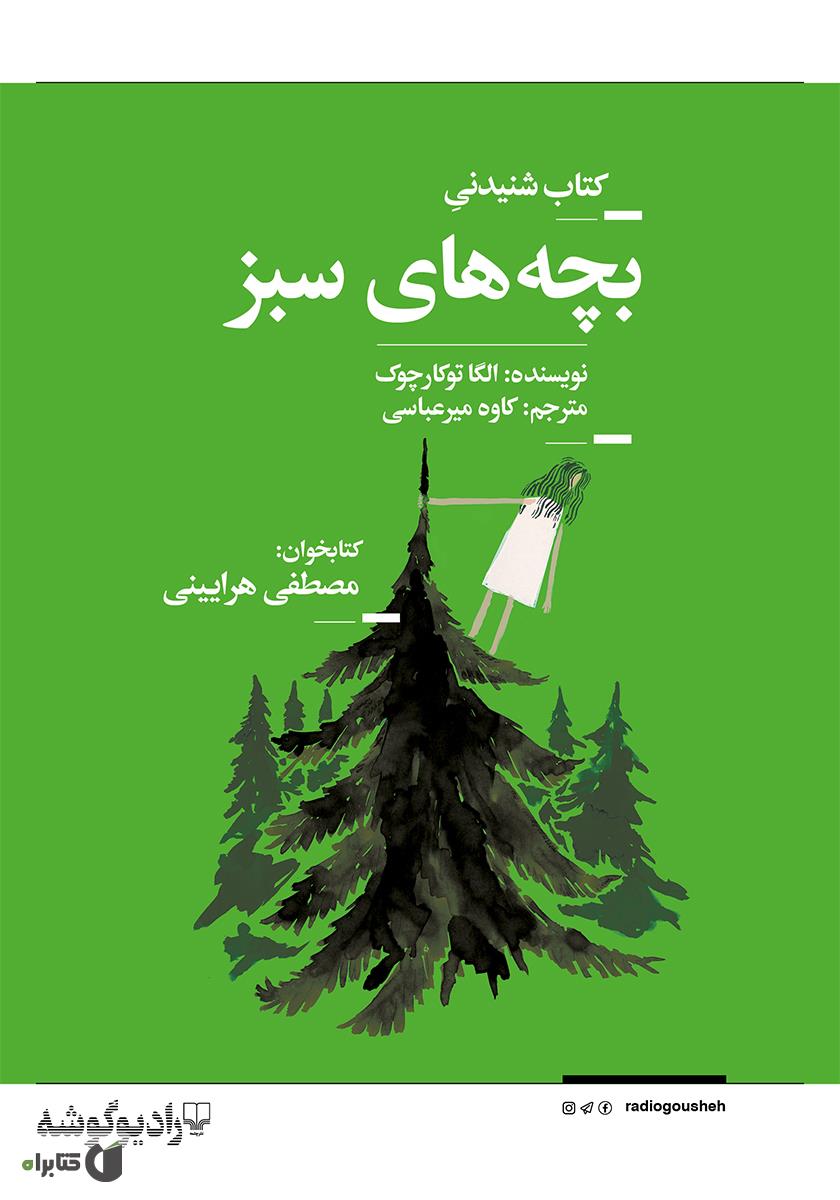 کتاب شنیدنیِ
بچه‌های سبز
نویسنده: الگا توکارچوک
مترجم: کاوه میرعباسی
کتابخوان:
مصطفی هرایینی
radiogousheh
رادیوگوشه
کتابراه